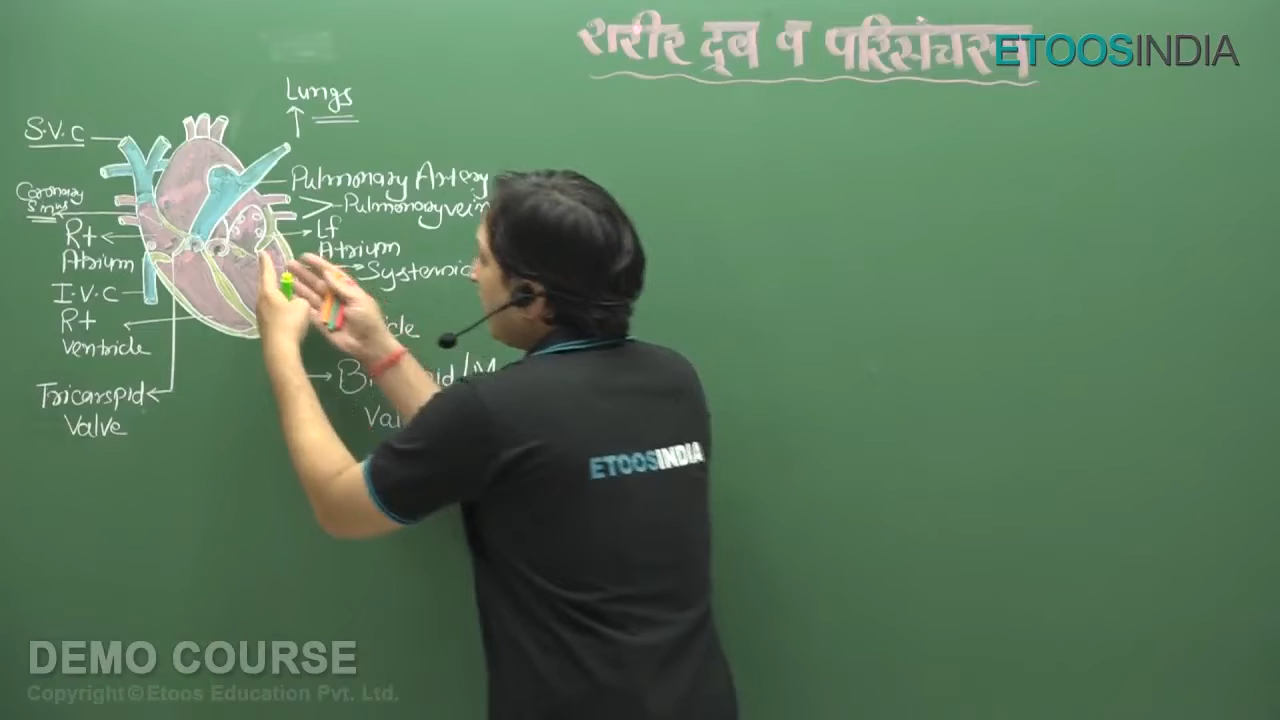 शरीर द्रव व परिसंचरण
ETOOSINDIA
Lungs
S.V.C
Pulmonary Artery
Coronary
Sinus
Pulmonary vein
Rt
Atrium
Lf
Atrium
Systemic
I.V.C
Rt
ventricle
Tricarspid
Valve
ETOOSINDIA
DEMO COURSE
Copyright © Etoos Education Pvt. Ltd.